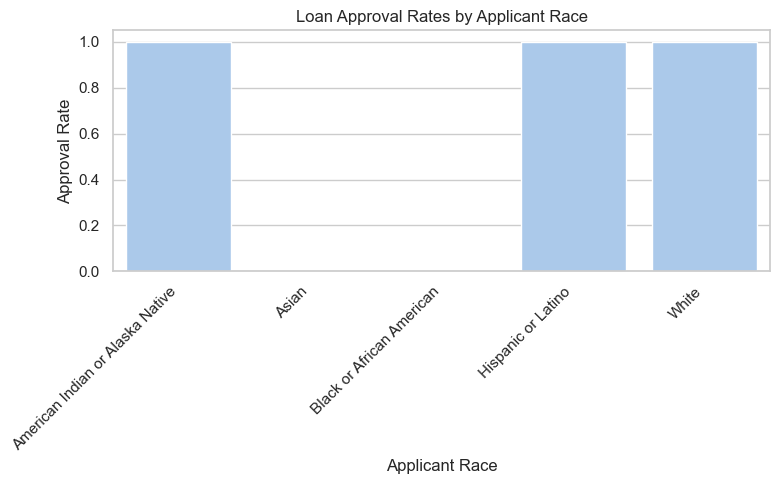 Loan Approval Rates by Applicant Race
1.0
0.8
0.6
0.4
0.2
0.0
Approval Rate
American Indian or Alaska Native
Asian
Black or African American
Hispanic or Latino
White
Applicant Race